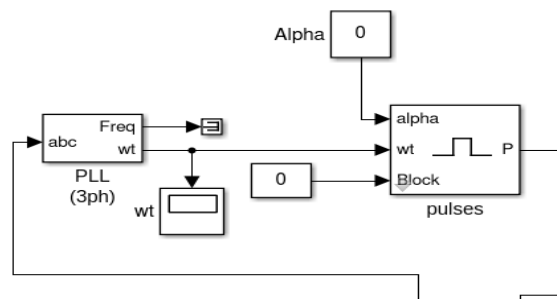 Alpha
0
abc
Freq
wt
PLL
(3ph)
wt
0
alpha
wt
Block
P
pulses